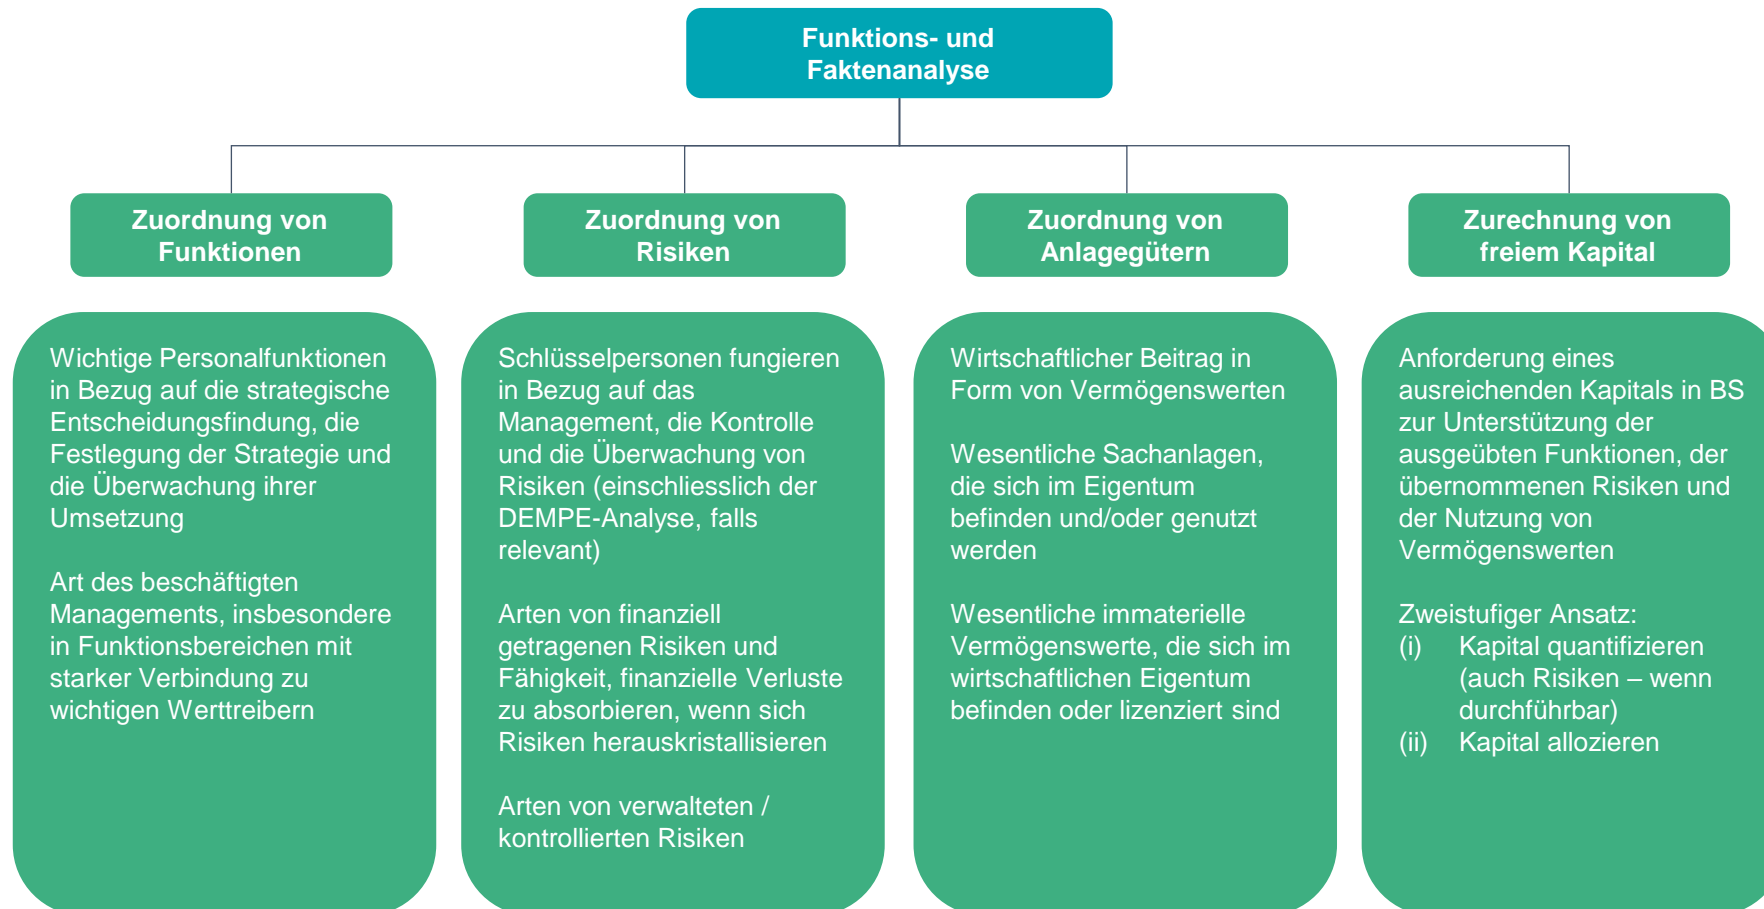 Funktions- und
Faktenanalyse
Zuordnung von
Funktionen
Zuordnung von
Risiken
Zuordnung von
Anlagegütern
Zurechnung von
freiem Kapital
Wichtige Personalfunktionen
in Bezug auf die strategische
Entscheidungsfindung, die
Festlegung der Strategie und
die Überwachung ihrer
Umsetzung
Art des beschäftigten
Managements, insbesondere
in Funktionsbereichen mit
starker Verbindung zu
wichtigen Werttreibern
Schlüsselpersonen fungieren
in Bezug auf das
Management, die Kontrolle
und die Überwachung von
Risiken (einschliesslich der
DEMPE-Analyse, falls
relevant)
Arten von finanziell
getragenen Risiken und
Fähigkeit, finanzielle Verluste
zu absorbieren, wenn sich
Risiken herauskristallisieren
Arten von verwalteten /
kontrollierten Risiken
Wirtschaftlicher Beitrag in
Form von Vermögenswerten
Wesentliche Sachanlagen,
die sich im Eigentum
befinden und/oder genutzt
werden
Wesentliche immaterielle
Vermögenswerte, die sich im
wirtschaftlichen Eigentum
befinden oder lizenziert sind
Anforderung eines
ausreichenden Kapitals in BS
zur Unterstützung der
ausgeübten Funktionen, der
übernommenen Risiken und
der Nutzung von
Vermögenswerten
Zweistufiger Ansatz:
(i) Kapital quantifizieren
(auch Risiken – wenn
durchführbar)
(ii) Kapital allozieren